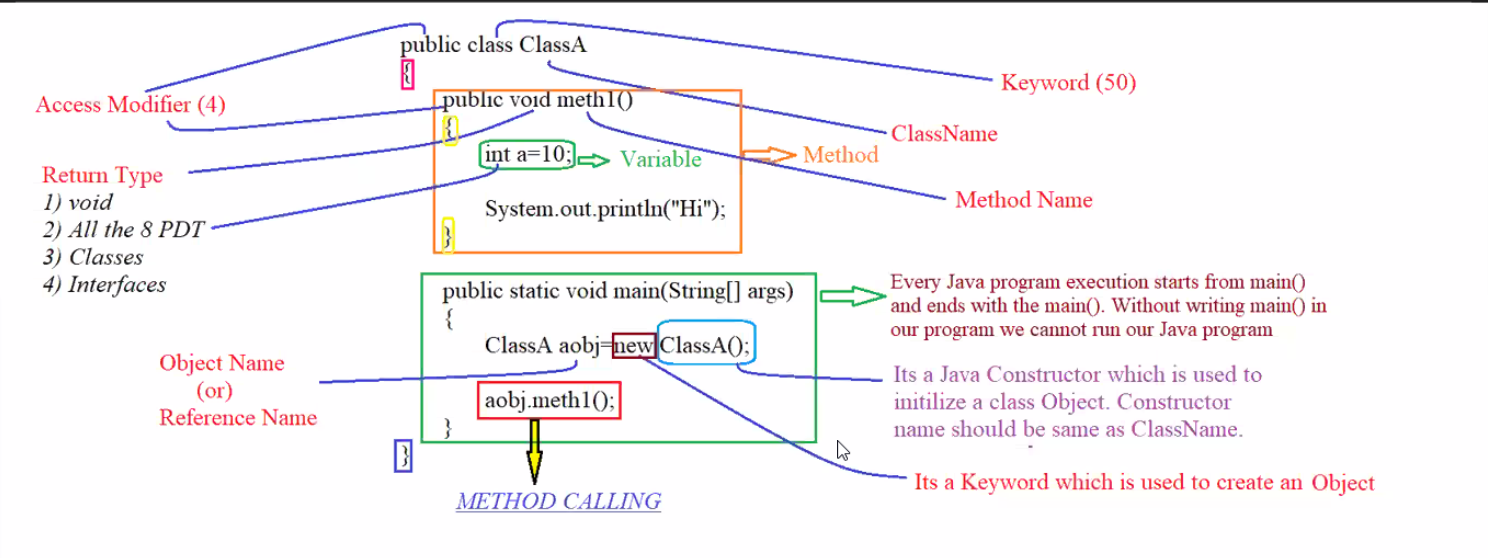 public class ClassA
{
Keyword (50)
Access Modifier (4)
public void meth1()
{
ClassName
int a=10;
Variable
Method
Return Type
1) void
2) All the 8 PDT
3) Classes
4) Interfaces
Method Name
System.out.println("Hi");
}
public static void main(String[] args)
{
Every Java program execution starts from main()
and ends with the main(). Without writing main() in
our program we cannot run our Java program
ClassA aobj=new ClassA();
Object Name
(or)
Reference Name
Its a Java Constructor which is used to
initilize a class Object. Constructor
name should be same as ClassName.
aobj.meth1();
}
}
Its a Keyword which is used to create an Object
METHOD CALLING